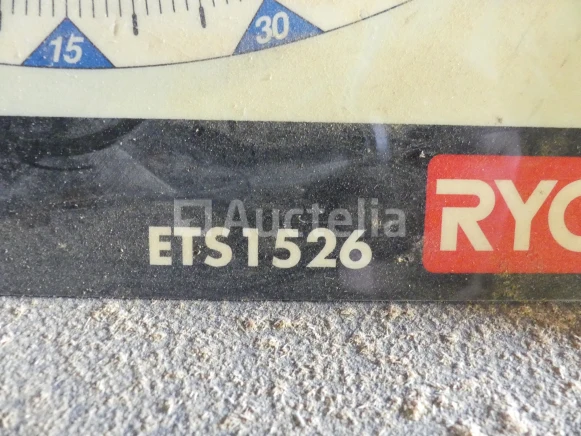 15 30
Auctelia
RYO
ETS1526